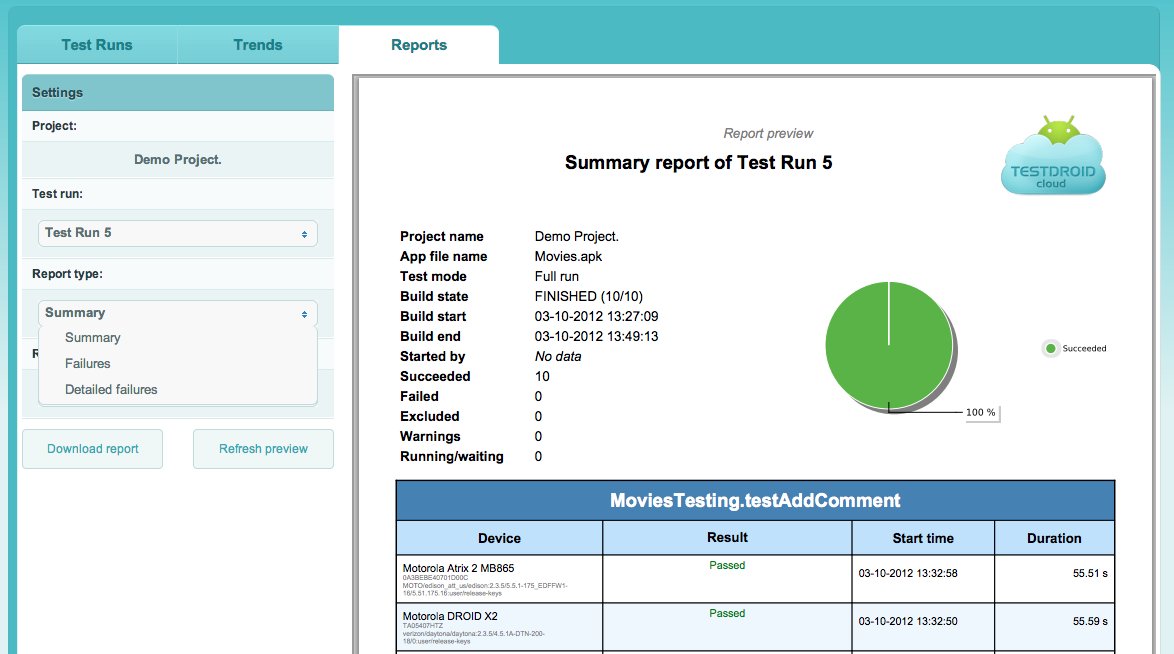 Test Runs
Trends
Reports
Settings
Project:
Demo Project.
Test run:
Test Run 5
Report type:
Summary
Summary
Failures
Detailed failures
R
Download report
Refresh preview
Report preview
Summary report of Test Run 5
TESTDROID
cloud
Project name Demo Project.
App file name Movies.apk
Test mode Full run
Build state FINISHED (10/10)
Build start 03-10-2012 13:27:09
Build end 03-10-2012 13:49:13
Started by No data
Succeeded 10
Failed 0
Excluded 0
Warnings 0
Running/waiting 0
Succeeded
100 %
MoviesTesting.testAddComment
Device Result Start time Duration
Motorola Atrix 2 MB865 Passed 03-10-2012 13:32:58 55.51 s
0A3BEBE40701D00C
MOTO/edison_att_us/edison:2.3.5/5.5.1-175_EDFFW1-
16/5.51.175.16:user/release-keys
Motorola DROID X2 Passed 03-10-2012 13:32:50 55.59 s
TA05407HTZ
verizon/daytona/daytona:2.3.5/4.5.1A-DTN-200-
18/0:user/release-keys